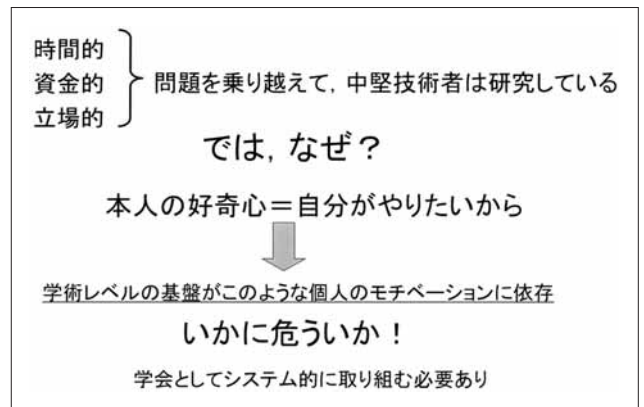 時間的
資金的
立場的
問題を乗り越えて，中堅技術者は研究している
では，なぜ？
本人の好奇心＝自分がやりたいから
学術レベルの基盤がこのような個人のモチベーションに依存
いかに危ういか！
学会としてシステム的に取り組む必要あり